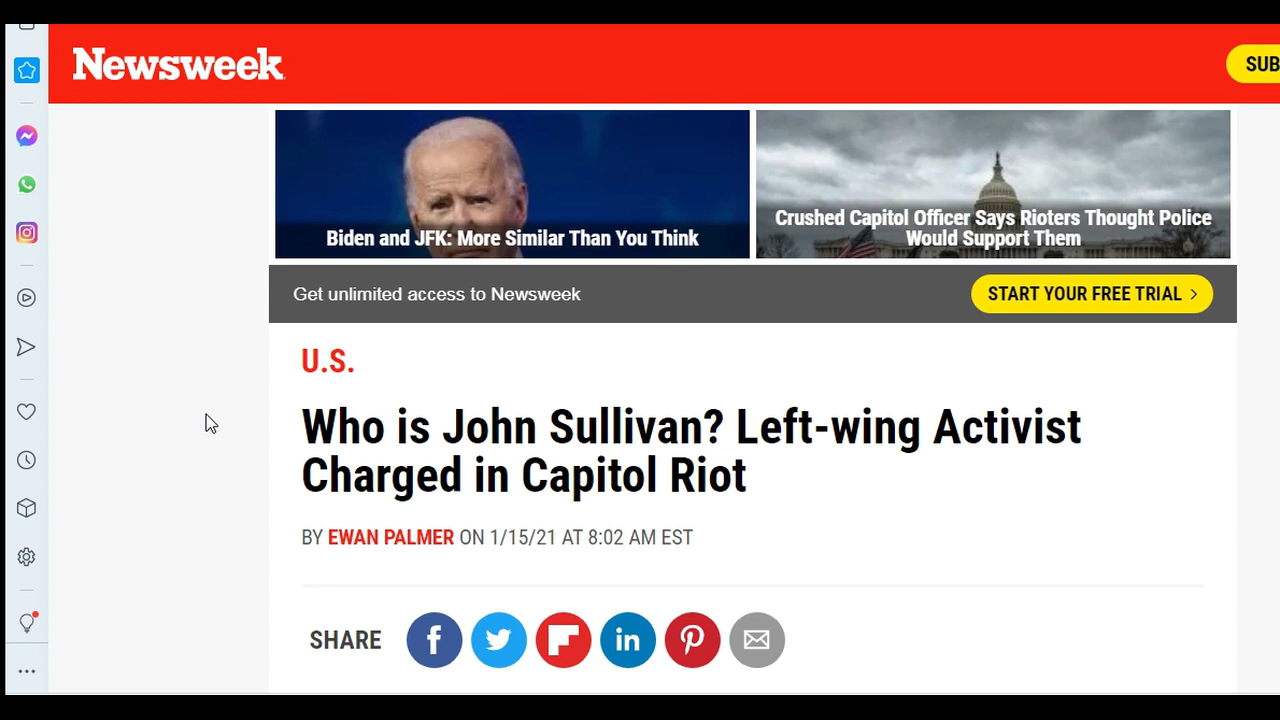 Newsweek
SUB
Biden and JFK: More Similar Than You Think
Crushed Capitol Officer Says Rioters Thought Police
Would Support Them
Get unlimited access to Newsweek
START YOUR FREE TRIAL
U.S.
Who is John Sullivan? Left-wing Activist
Charged in Capitol Riot
BY EWAN PALMER ON 1/15/21 AT 8:02 AM EST
SHARE